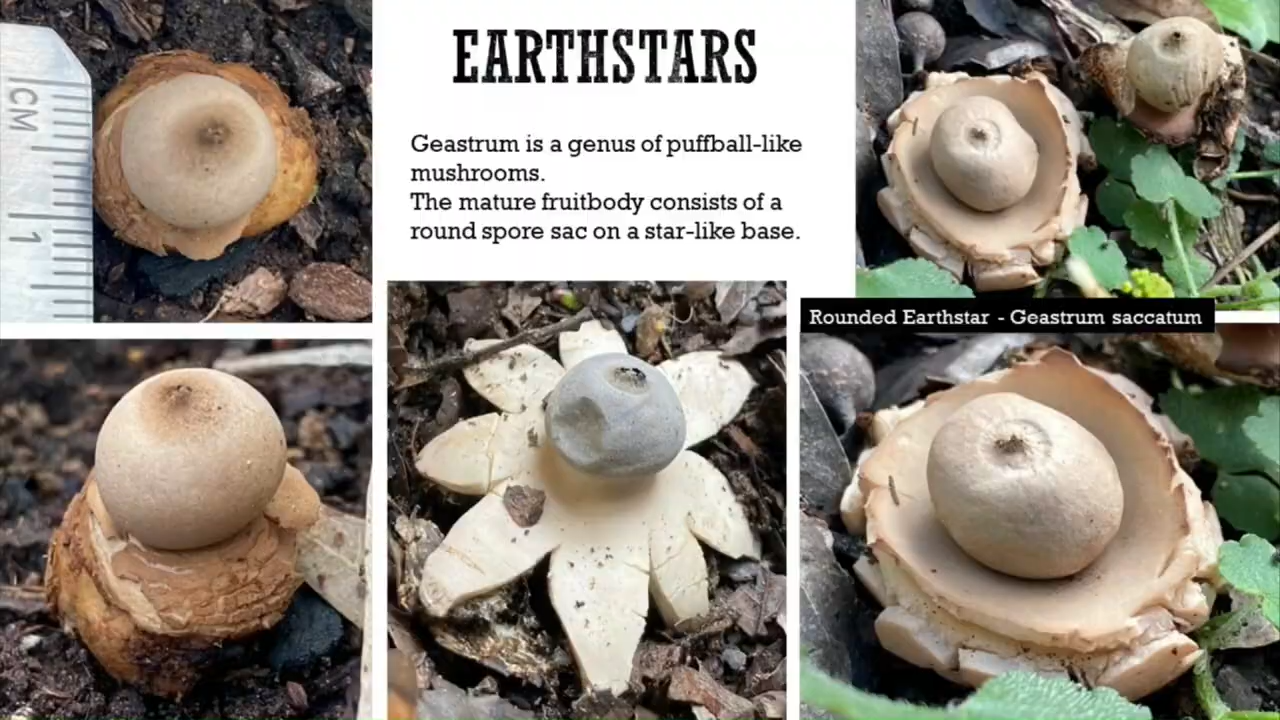 EARTHSTARS
Geastrum is a genus of puffball-like
mushrooms.
The mature fruitbody consists of a
round spore sac on a star-like base.
CM
1
Rounded Earthstar - Geastrum saccatum